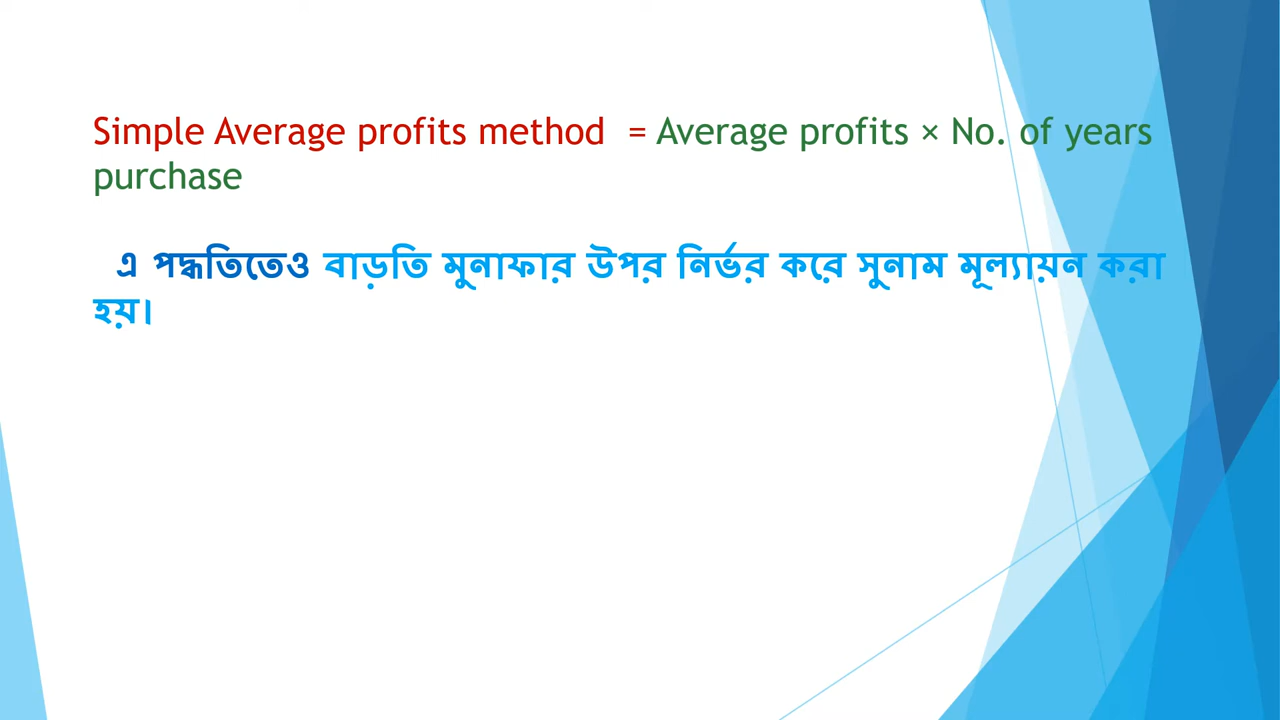 Simple Average profits method = Average profits × No. of years
purchase
এ পদ্ধতিতেও বাড়তি মুনাফার উপর নির্ভর করে সুনাম মূল্যায়ন করা
হয়।